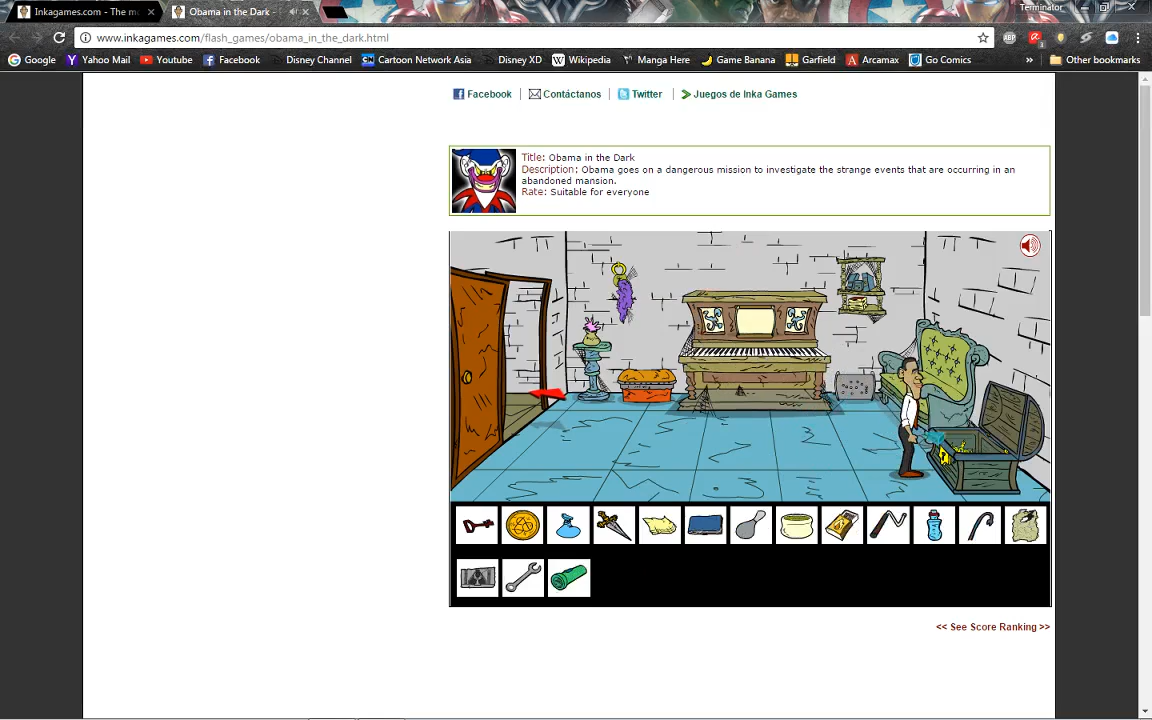 Inkagames.com - The m
Obama in the Dark -
Terminator
www.inkagames.com/flash_games/obama_in_the_dark.html
ABP
3
Google
Yahoo Mail
Youtube
Facebook
Disney Channel
CN Cartoon Network Asia
Disney XD
W Wikipedia
Manga Here
Game Banana
Garfield
A Arcamax
Go Comics
»
Other bookmarks
Facebook
Contáctanos
Twitter
Juegos de Inka Games
Title: Obama in the Dark
Description: Obama goes on a dangerous mission to investigate the strange events that are occurring in an
abandoned mansion.
Rate: Suitable for everyone
<< See Score Ranking >>